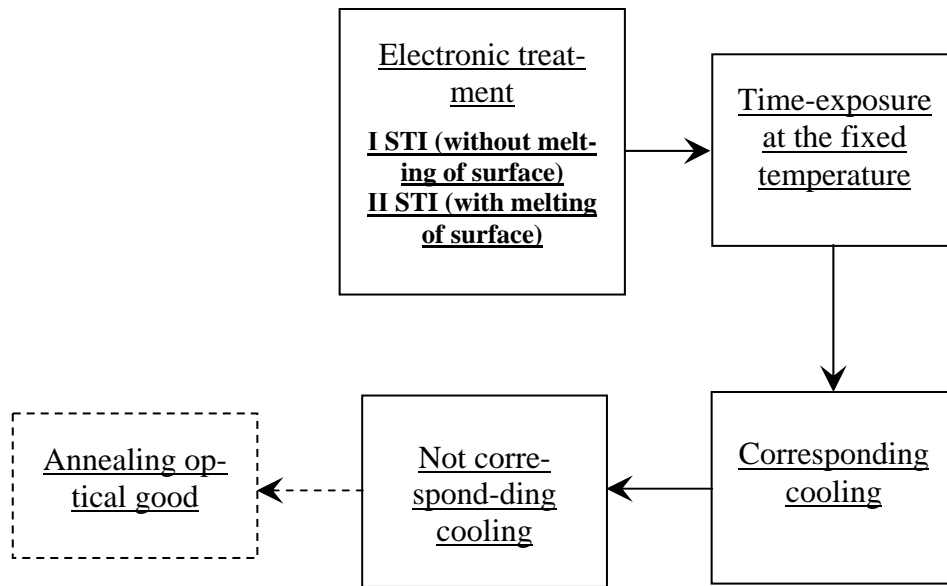 Electronic treat-
ment
I STI (without melt-
ing of surface)
II STI (with melting
of surface)
Time-exposure
at the fixed
temperature
Corresponding
cooling
Not corre-
spond-ding
cooling
Annealing op-
tical good